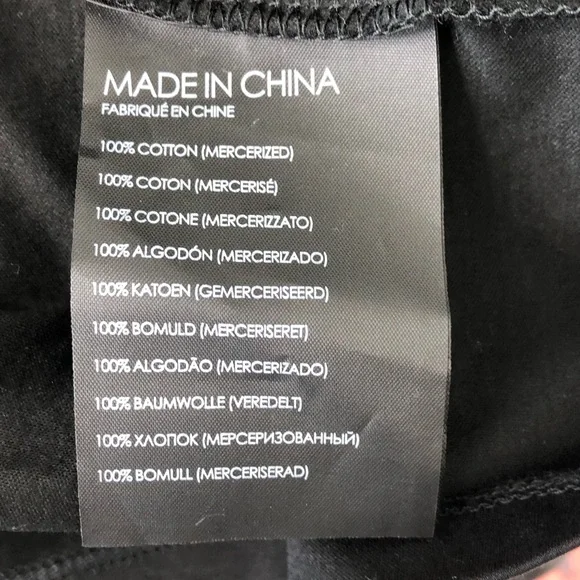 MADE IN CHINA
FABRIQUÉ EN CHINE
100% COTTON (MERCERIZED)
100% COTON (MERCERISÉ)
100% COTONE (MERCERIZZATO)
100% ALGODÓN (MERCERIZADO)
100% KATOEN (GEMERCERISEERD)
100% BOMULD (MERCERISERET)
100% ALGODÃO (MERCERIZADO)
100% BAUMWOLLE (VEREDELT)
100% ХЛОПОК (МЕРСЕРИЗОВАННЫЙ)
100% BOMULL (MERCERISERAD)